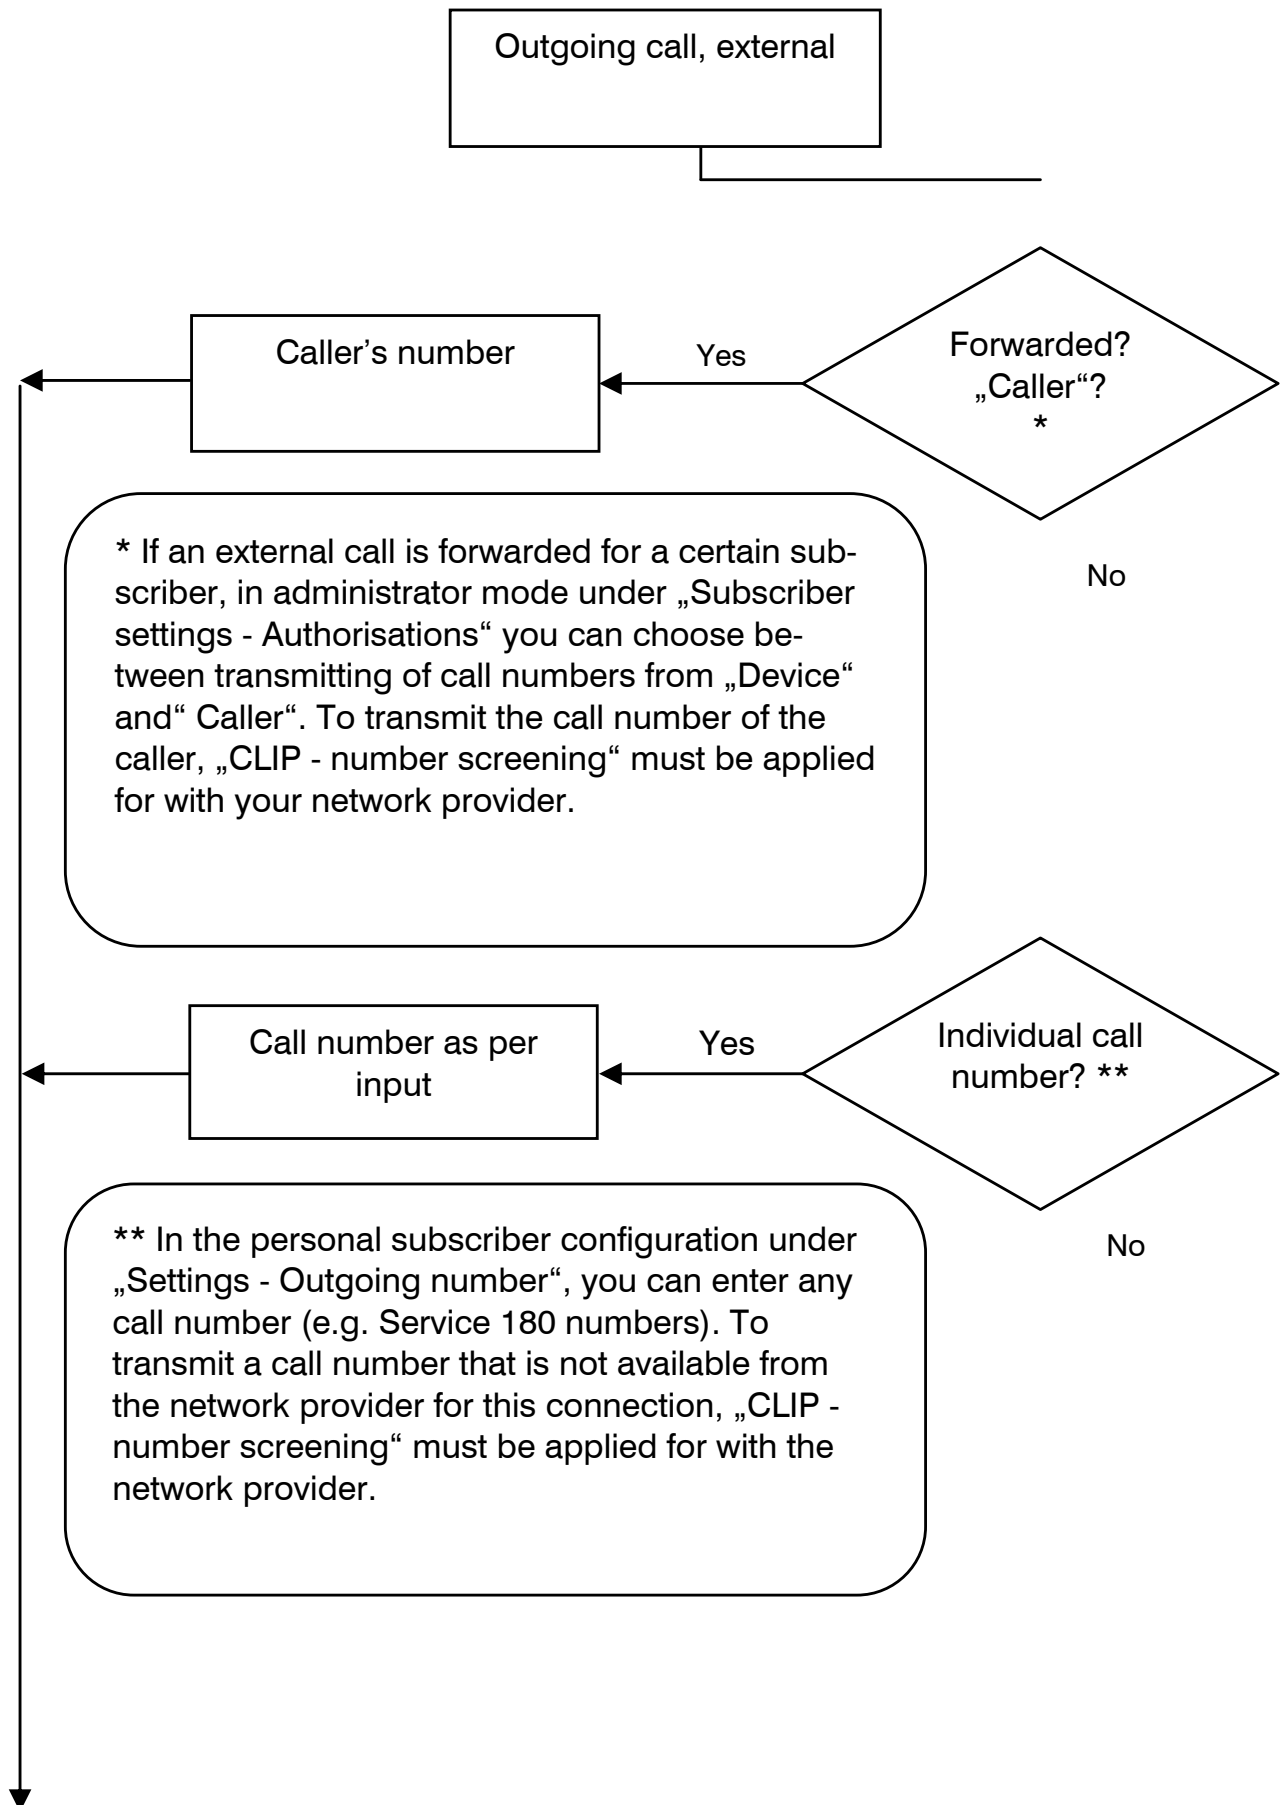 Outgoing call, external
Caller's number
Yes
Forwarded?
„Caller“?
*
* If an external call is forwarded for a certain sub-
scriber, in administrator mode under „Subscriber
settings - Authorisations“ you can choose be-
tween transmitting of call numbers from „Device“
and“ Caller“. To transmit the call number of the
caller, „CLIP - number screening“ must be applied
for with your network provider.
No
Call number as per
input
Yes
Individual call
number? **
** In the personal subscriber configuration under
„Settings - Outgoing number“, you can enter any
call number (e.g. Service 180 numbers). To
transmit a call number that is not available from
the network provider for this connection, „CLIP -
number screening“ must be applied for with the
network provider.
No